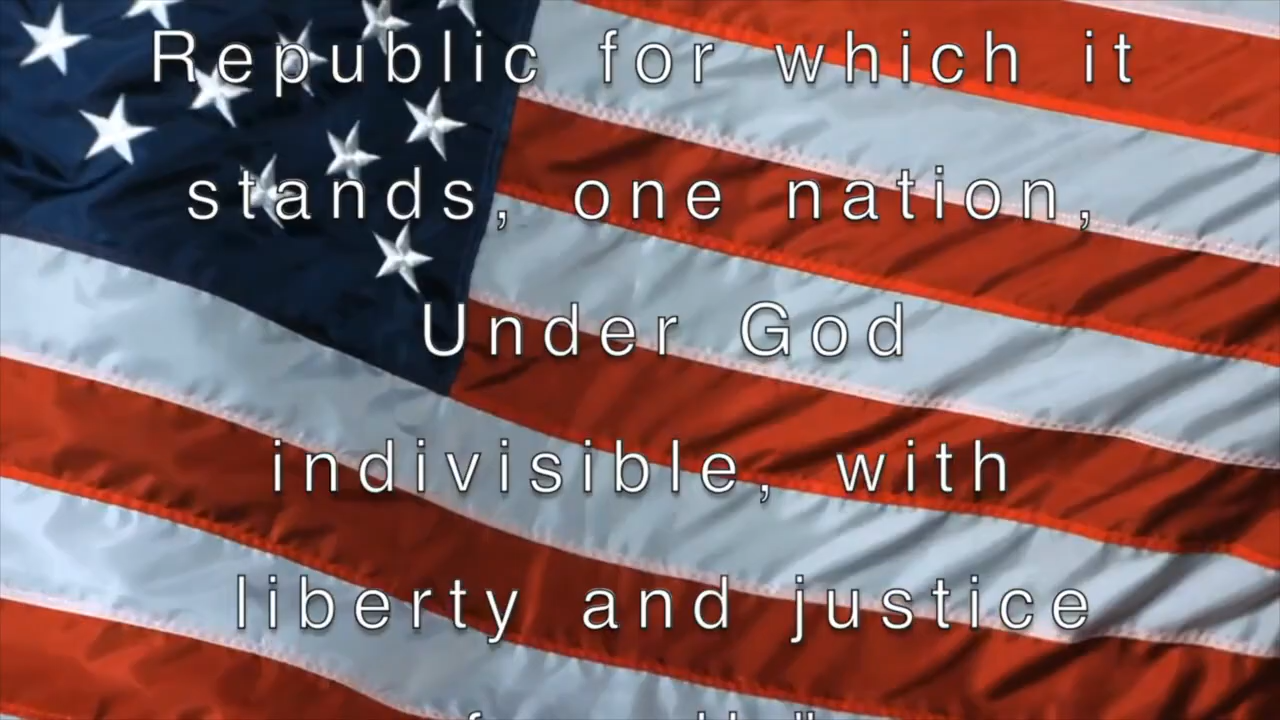 Republic for which it
stands, one nation,
Under God
indivisible, with
liberty and justice